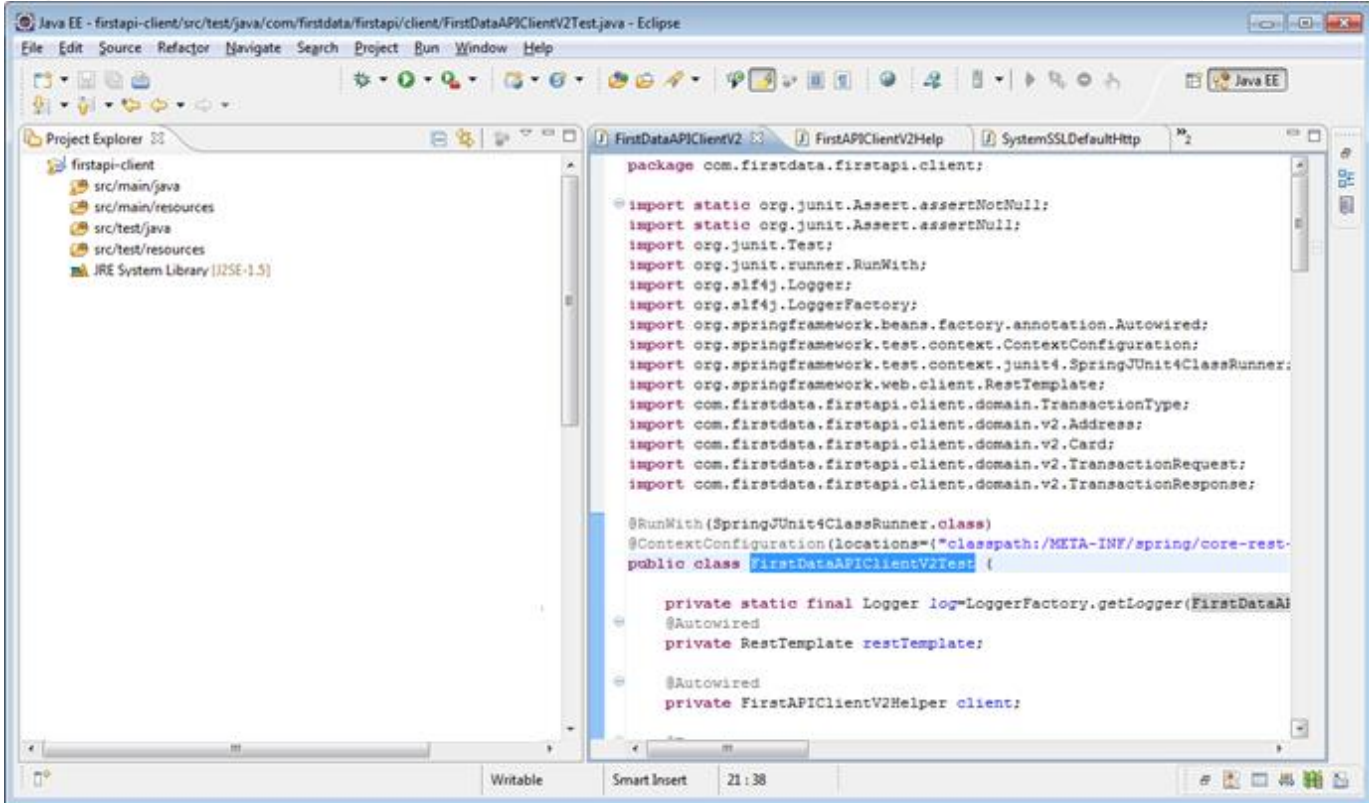 Java EE - firstapi-client/src/test/java/com/firstdata/firstapi/client/FirstDataAPIClientV2Test.java - Eclipse
File Edit Source Refactor Navigate Search Project Run Window Help
Java EE
Project Explorer
firstapi-client
src/main/java
src/main/resources
src/test/java
src/test/resources
JRE System Library [J2SE-1.5]
FirstDataAPIClientV2 FirstAPIClientV2Help SystemSSLDefaultHttp »2
package com.firstdata.firstapi.client;
import static org.junit.Assert.assertNotNull;
import static org.junit.Assert.assertNull;
import org.junit.Test;
import org.junit.runner.RunWith;
import org.slf4j.Logger;
import org.slf4j.LoggerFactory;
import org.springframework.beans.factory.annotation.Autowired;
import org.springframework.test.context.ContextConfiguration;
import org.springframework.test.context.junit4.SpringJUnit4ClassRunner;
import org.springframework.web.client.RestTemplate;
import com.firstdata.firstapi.client.domain.TransactionType;
import com.firstdata.firstapi.client.domain.v2.Address;
import com.firstdata.firstapi.client.domain.v2.Card;
import com.firstdata.firstapi.client.domain.v2.TransactionRequest;
import com.firstdata.firstapi.client.domain.v2.TransactionResponse;
@RunWith(SpringJUnit4ClassRunner.class)
@ContextConfiguration(locations={"classpath:/META-INF/spring/core-rest-
public class FirstDataAPIClientV2Test {
private static final Logger log=LoggerFactory.getLogger(FirstDataAP
@Autowired
private RestTemplate restTemplate;
@Autowired
private FirstAPIClientV2Helper client;
Writable Smart Insert 21 : 38